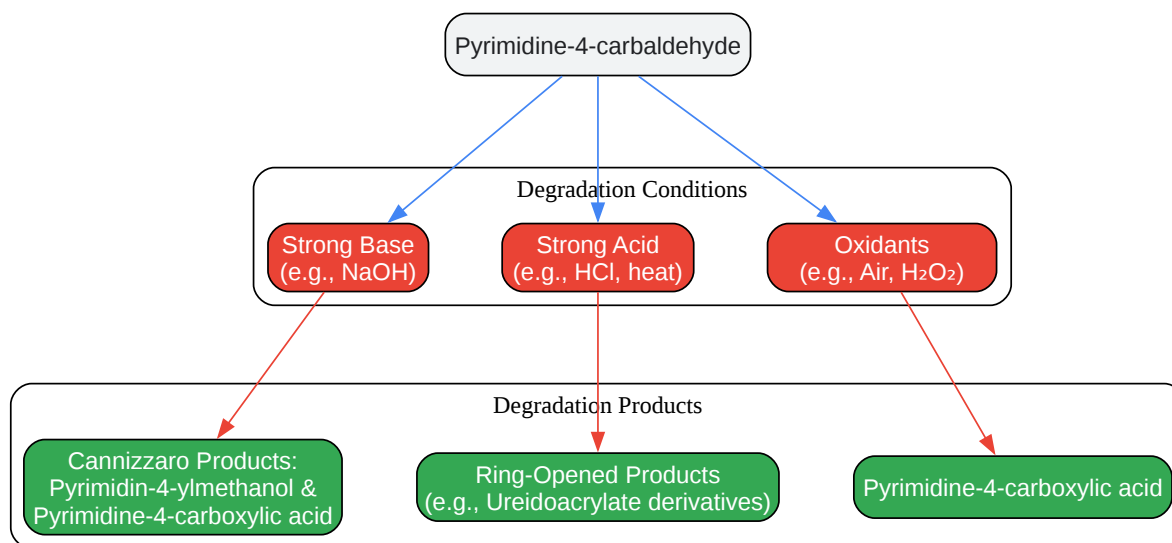 Pyrimidine-4-carbaldehyde
Degradation Conditions
Strong Base
(e.g., NaOH)
Strong Acid
(e.g., HCl, heat)
Oxidants
(e.g., Air, H₂O₂)
Degradation Products
Cannizzaro Products:
Pyrimidin-4-ylmethanol &
Pyrimidine-4-carboxylic acid
Ring-Opened Products
(e.g., Ureidoacrylate derivatives)
Pyrimidine-4-carboxylic acid